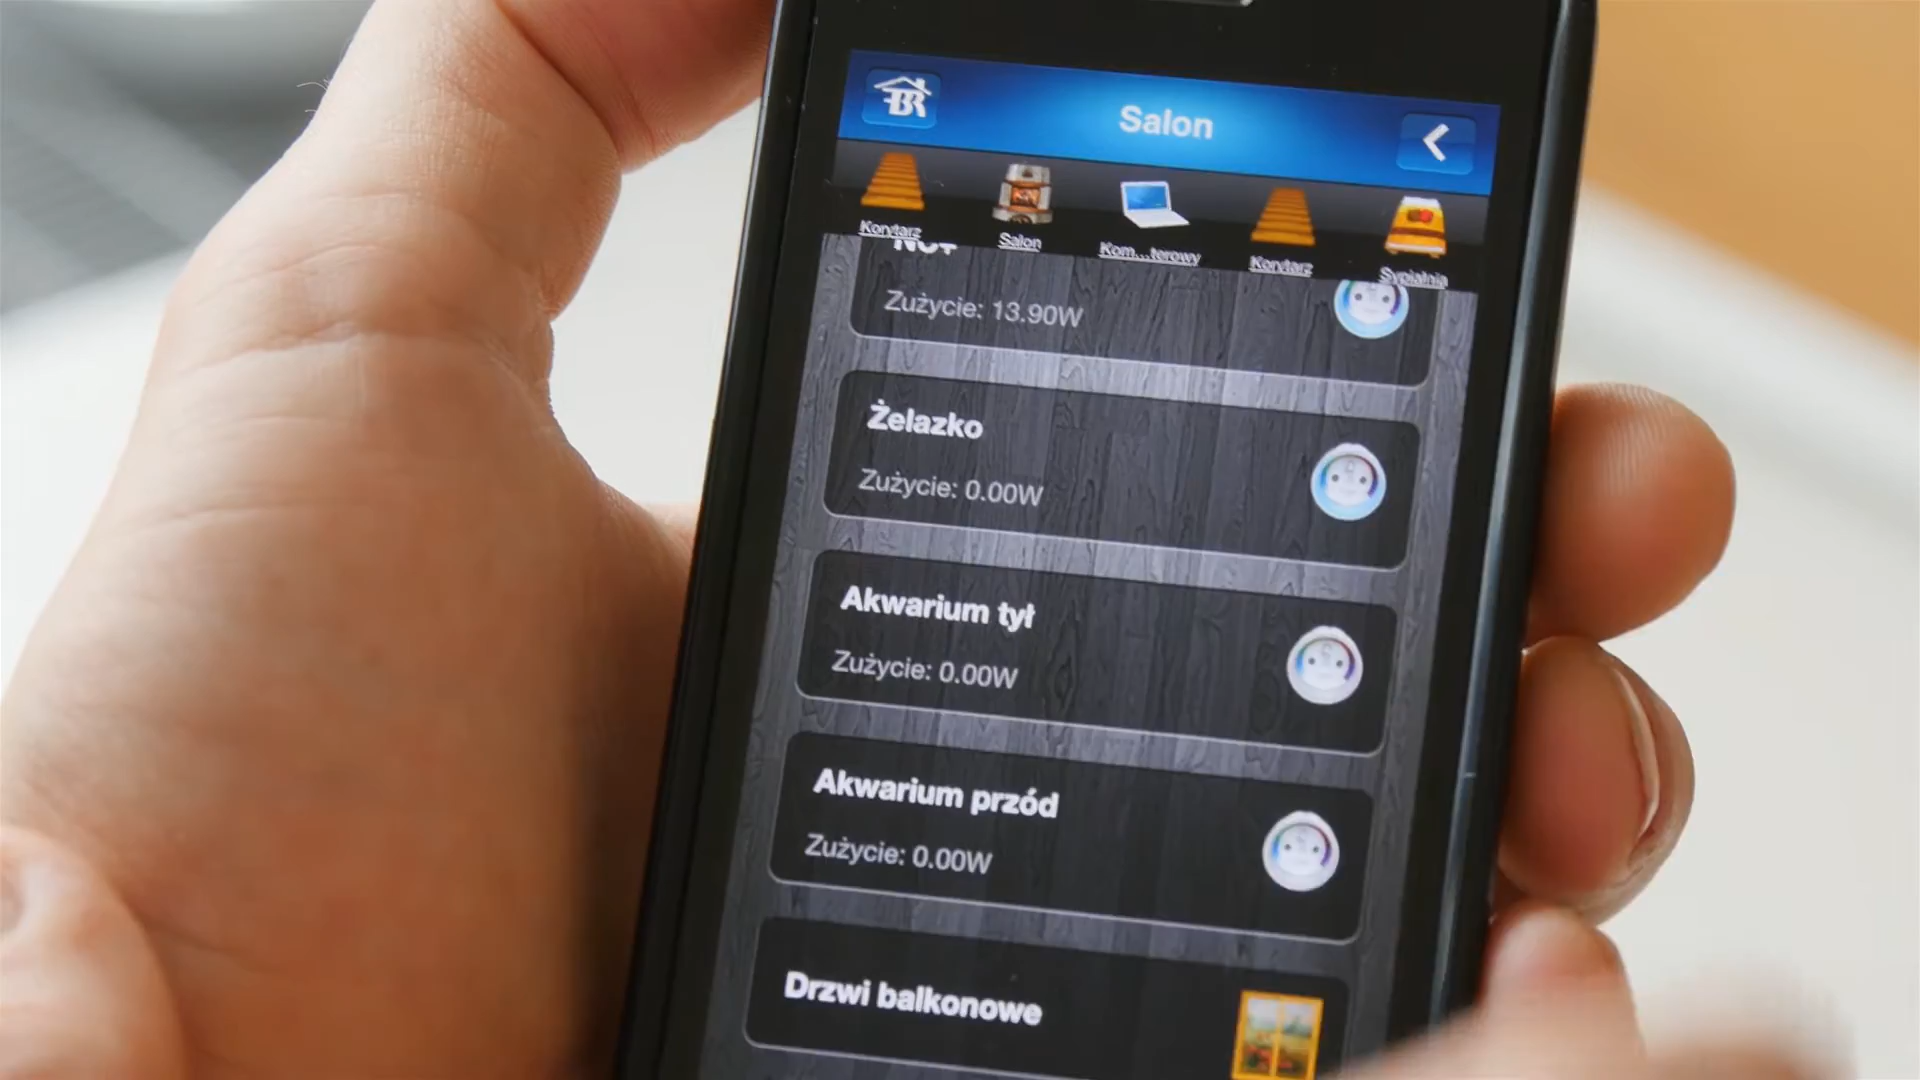 BR
Salon
Korytarz
Salon
Kom...terowy
Korytarz
Sypialnia
Zużycie: 13.90W
Żelazko
Zużycie: 0.00W
Akwarium tył
Zużycie: 0.00W
Akwarium przód
Zużycie: 0.00W
Drzwi balkonowe